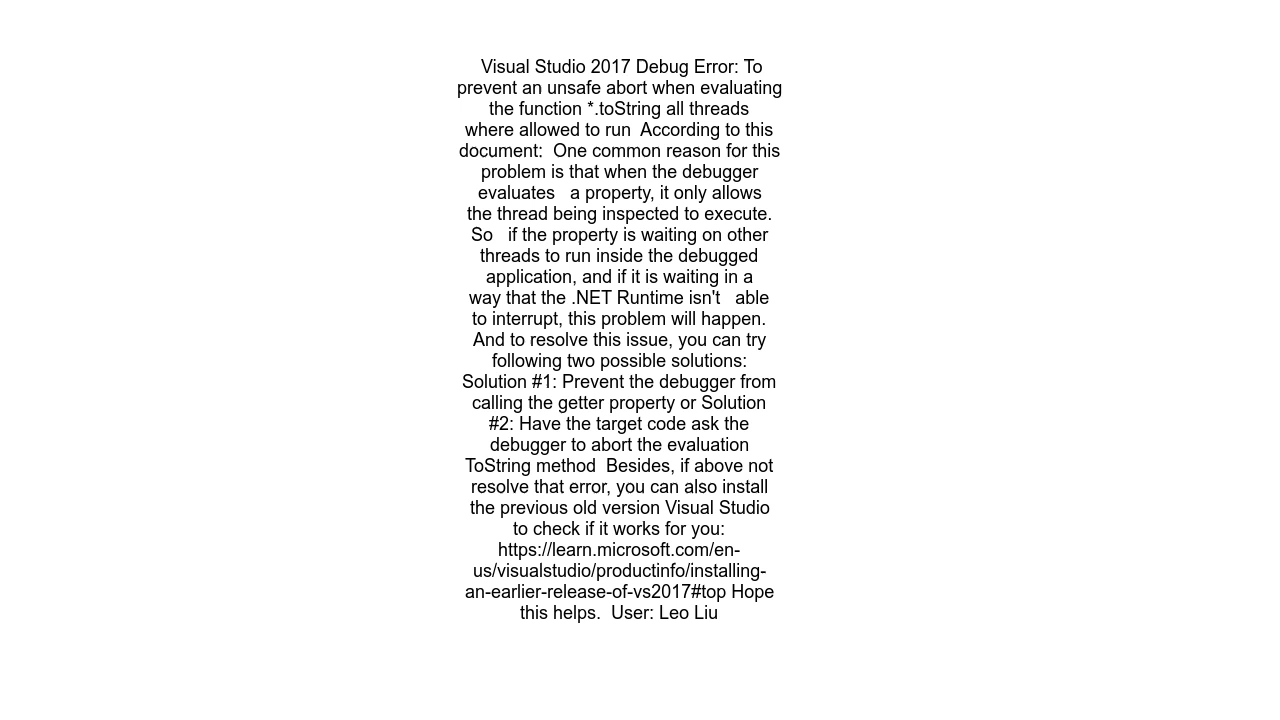 Visual Studio 2017 Debug Error: To
prevent an unsafe abort when evaluating
the function *.toString all threads
where allowed to run  According to this
document:  One common reason for this
problem is that when the debugger
evaluates   a property, it only allows
the thread being inspected to execute.
So   if the property is waiting on other
threads to run inside the debugged
application, and if it is waiting in a
way that the .NET Runtime isn't   able
to interrupt, this problem will happen.
And to resolve this issue, you can try
following two possible solutions:
Solution #1: Prevent the debugger from
calling the getter property or Solution
#2: Have the target code ask the
debugger to abort the evaluation
ToString method  Besides, if above not
resolve that error, you can also install
the previous old version Visual Studio
to check if it works for you:
https://learn.microsoft.com/en-
us/visualstudio/productinfo/installing-
an-earlier-release-of-vs2017#top Hope
this helps.  User: Leo Liu